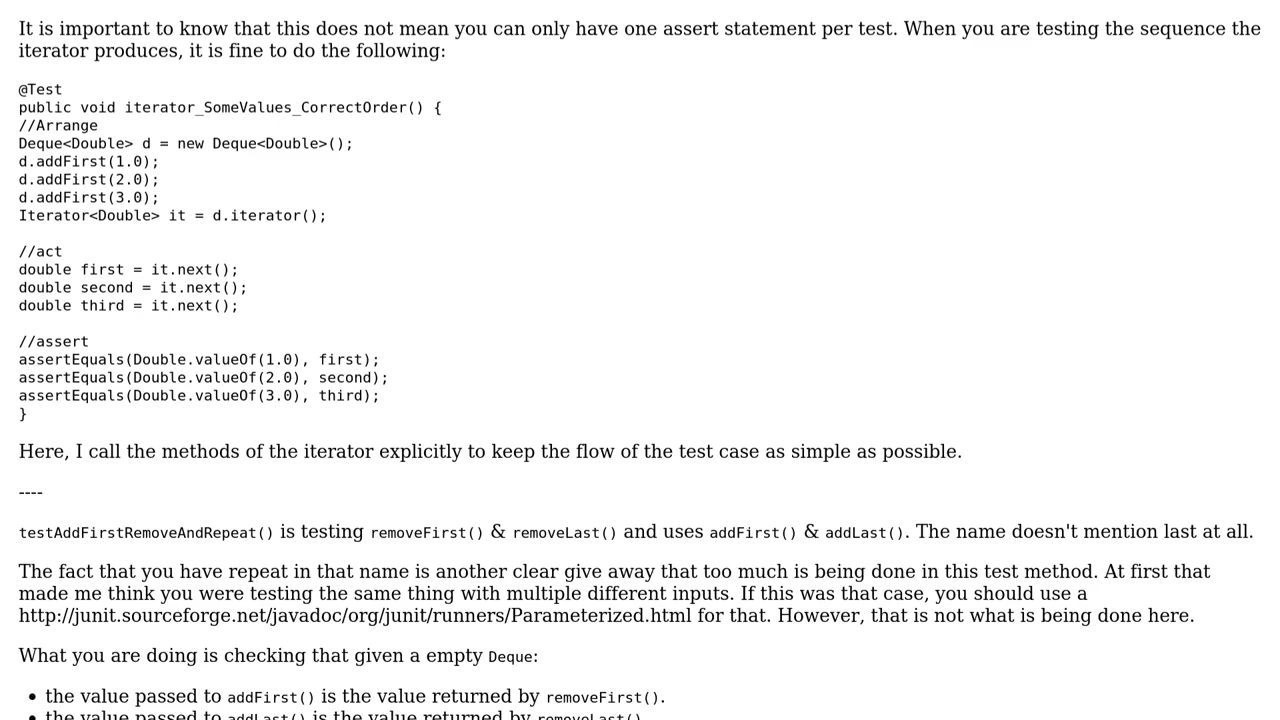 It is important to know that this does not mean you can only have one assert statement per test. When you are testing the sequence the
iterator produces, it is fine to do the following:
@Test
public void iterator_SomeValues_CorrectOrder() {
//Arrange
Deque<Double> d = new Deque<Double>();
d.addFirst(1.0);
d.addFirst(2.0);
d.addFirst(3.0);
Iterator<Double> it = d.iterator();
//act
double first = it.next();
double second = it.next();
double third = it.next();
//assert
assertEquals(Double.valueOf(1.0), first);
assertEquals(Double.valueOf(2.0), second);
assertEquals(Double.valueOf(3.0), third);
}
Here, I call the methods of the iterator explicitly to keep the flow of the test case as simple as possible.
----
testAddFirstRemoveAndRepeat() is testing removeFirst() & removeLast() and uses addFirst() & addLast(). The name doesn't mention last at all.
The fact that you have repeat in that name is another clear give away that too much is being done in this test method. At first that
made me think you were testing the same thing with multiple different inputs. If this was that case, you should use a
http://junit.sourceforge.net/javadoc/org/junit/runners/Parameterized.html for that. However, that is not what is being done here.
What you are doing is checking that given a empty Deque:
• the value passed to addFirst() is the value returned by removeFirst().
• the value passed to addLast() is the value returned by removeLast()